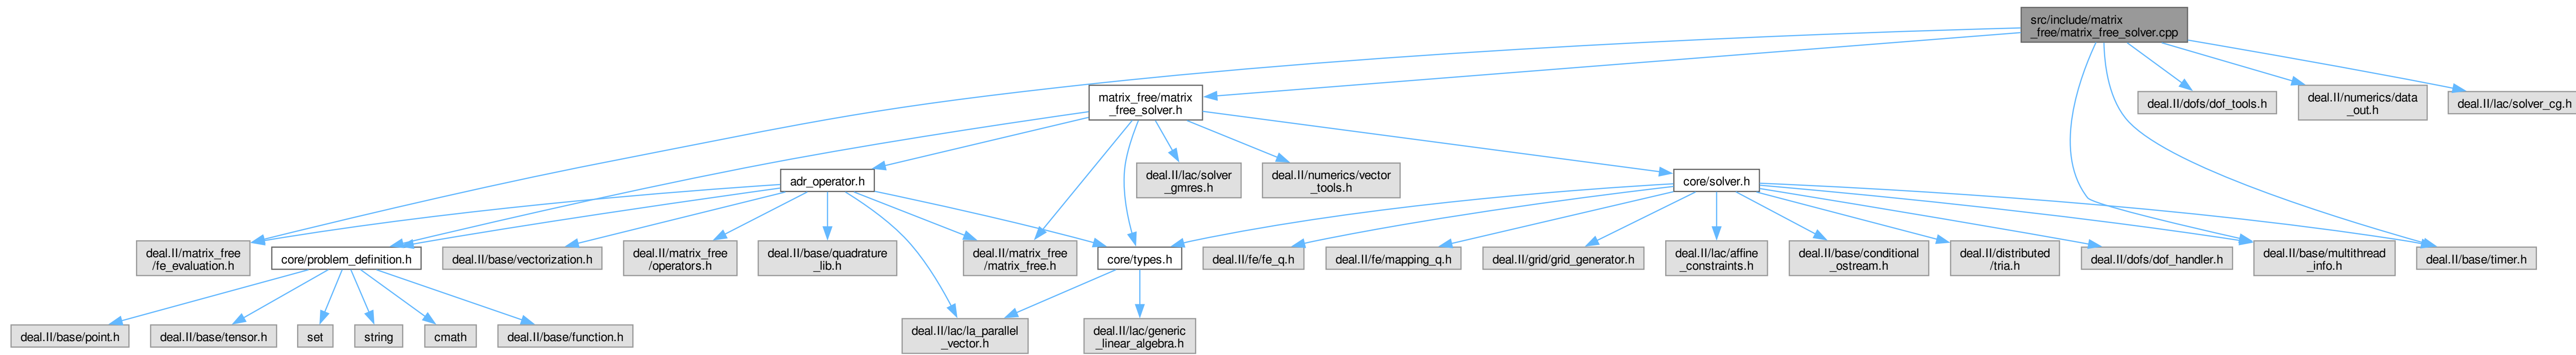 src/include/matrix
_free/matrix_free_solver.cpp
matrix_free/matrix
_free_solver.h
deal.II/dofs/dof_tools.h
deal.II/numerics/data
_out.h
deal.II/lac/solver_cg.h
adr_operator.h
deal.II/lac/solver
_gmres.h
deal.II/numerics/vector
_tools.h
core/solver.h
deal.II/matrix_free
/fe_evaluation.h
core/problem_definition.h
deal.II/base/vectorization.h
deal.II/matrix_free
/operators.h
deal.II/base/quadrature
_lib.h
deal.II/matrix_free
/matrix_free.h
core/types.h
deal.II/fe/fe_q.h
deal.II/fe/mapping_q.h
deal.II/grid/grid_generator.h
deal.II/lac/affine
_constraints.h
deal.II/base/conditional
_ostream.h
deal.II/distributed
/tria.h
deal.II/dofs/dof_handler.h
deal.II/base/multithread
_info.h
deal.II/base/timer.h
deal.II/base/point.h
deal.II/base/tensor.h
set
string
cmath
deal.II/base/function.h
deal.II/lac/la_parallel
_vector.h
deal.II/lac/generic
_linear_algebra.h